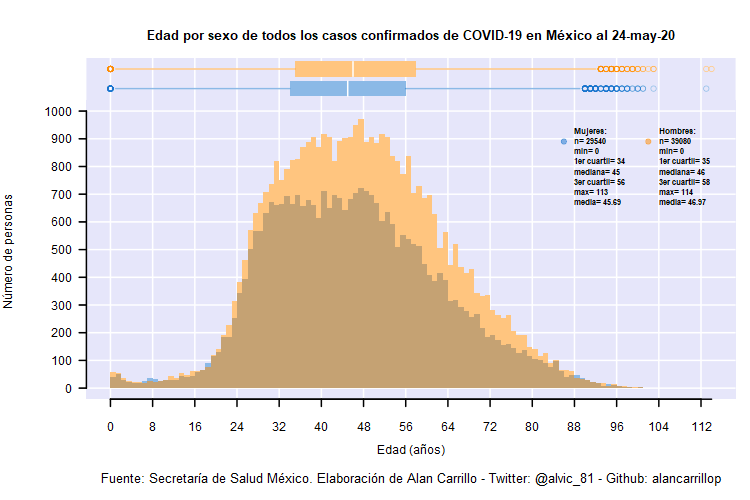 Edad por sexo de todos los casos confirmados de COVID-19 en México al 24-may-20
Número de personas
1000
900
800
700
600
500
400
300
200
100
0
Mujeres:
n= 29540
min= 0
1er cuartil= 34
mediana= 45
3er cuartil= 56
max= 113
media= 45.69
Hombres:
n= 39080
min= 0
1er cuartil= 35
mediana= 46
3er cuartil= 58
max= 114
media= 46.97
0 8 16 24 32 40 48 56 64 72 80 88 96 104 112
Edad (años)
Fuente: Secretaría de Salud México. Elaboración de Alan Carrillo - Twitter: @alvic_81 - Github: alancarrillop